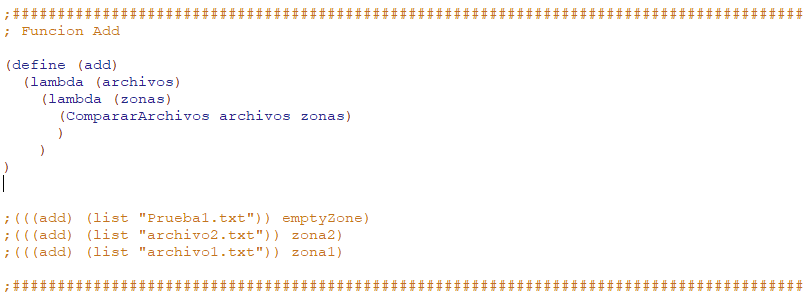 ;########################################################################################
; Funcion Add
(define (add)
(lambda (archivos)
(lambda (zonas)
(CompararArchivos archivos zonas)
)
)
)
;(((add) (list "Prueba1.txt")) emptyZone)
;(((add) (list "archivo2.txt")) zona2)
;(((add) (list "archivo1.txt")) zona1)
;########################################################################################